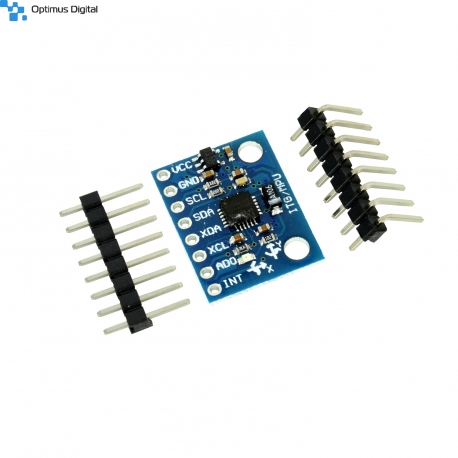 Optimus Digital
VCC
GND
SCL
SDA
XDA
XCL
AD0
INT
ITG/MPU
Y
X